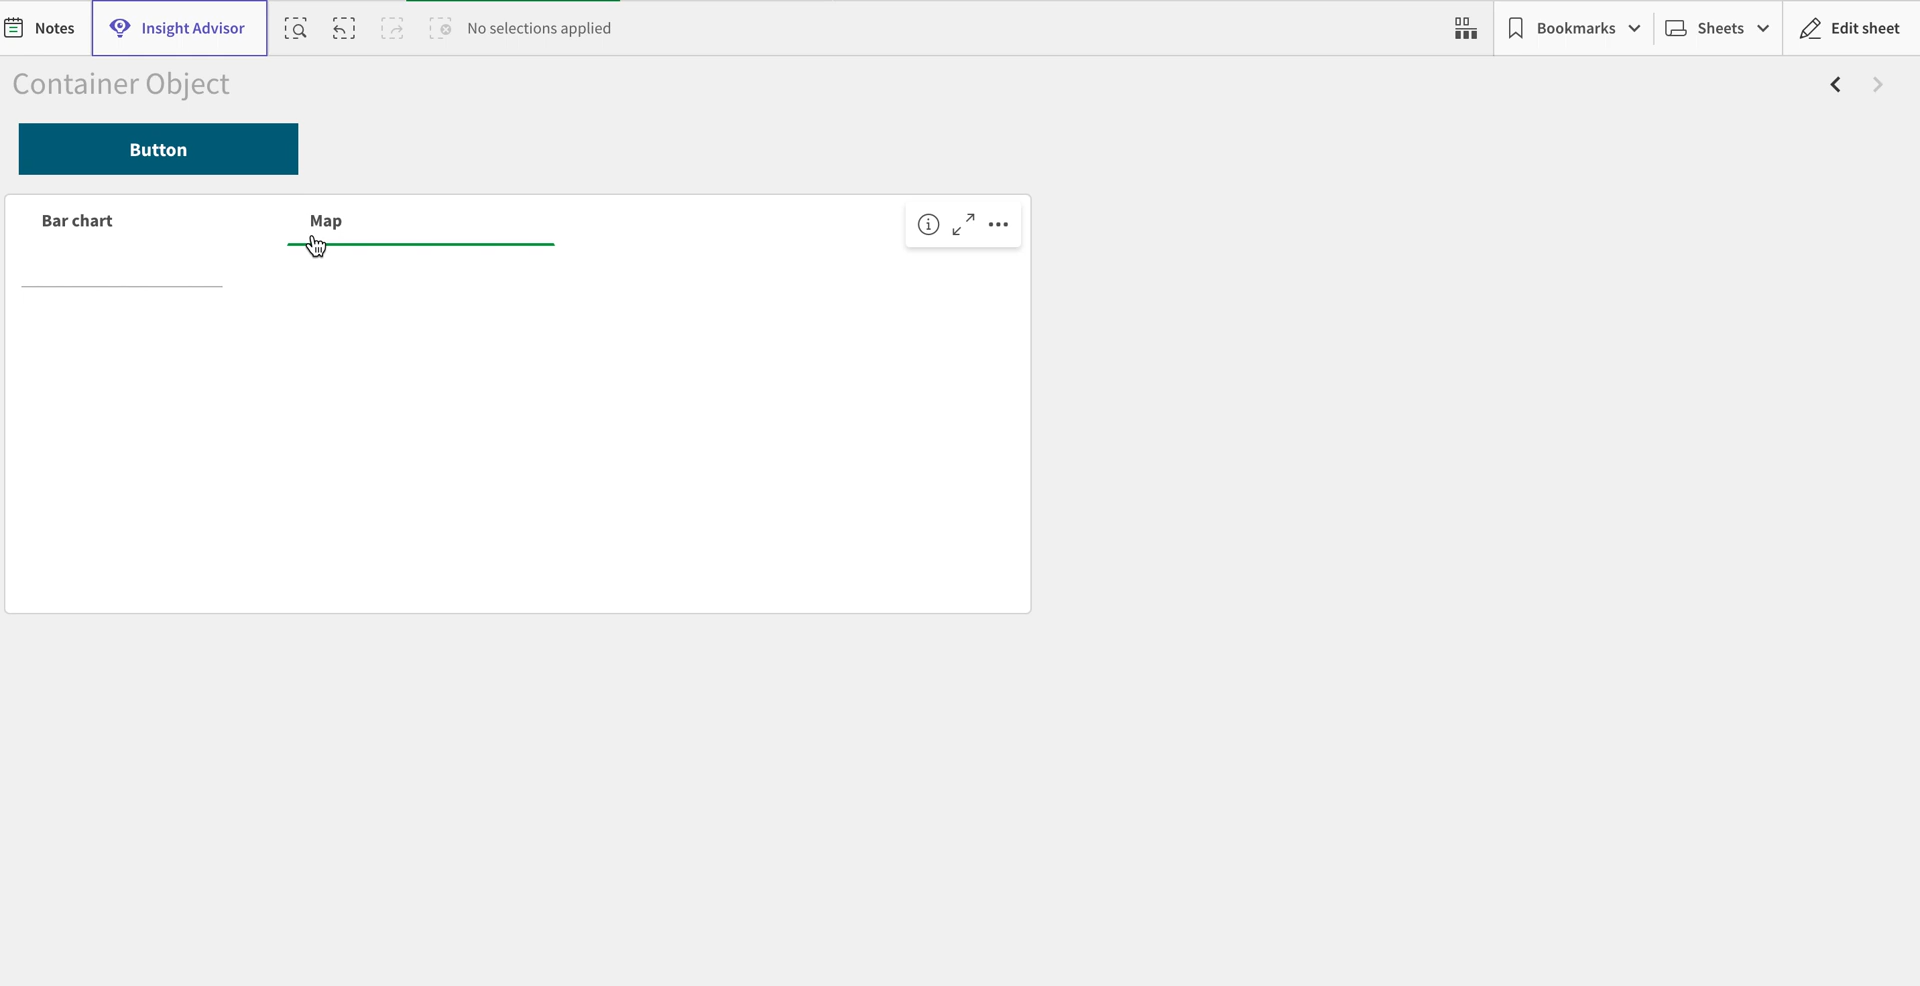 Notes
Insight Advisor
No selections applied
Bookmarks
Sheets
Edit sheet
Container Object
Button
Bar chart
Map